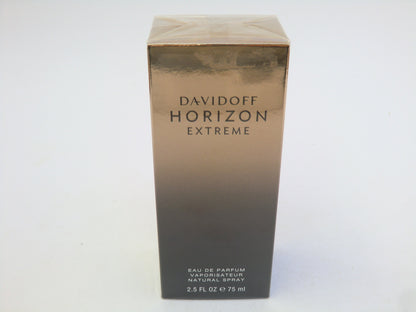 DAVIDOFF
HORIZON
EXTREME
EAU DE PARFUM
VAPORISATEUR
NATURAL SPRAY
2.5 FL OZ ℮ 75 ml